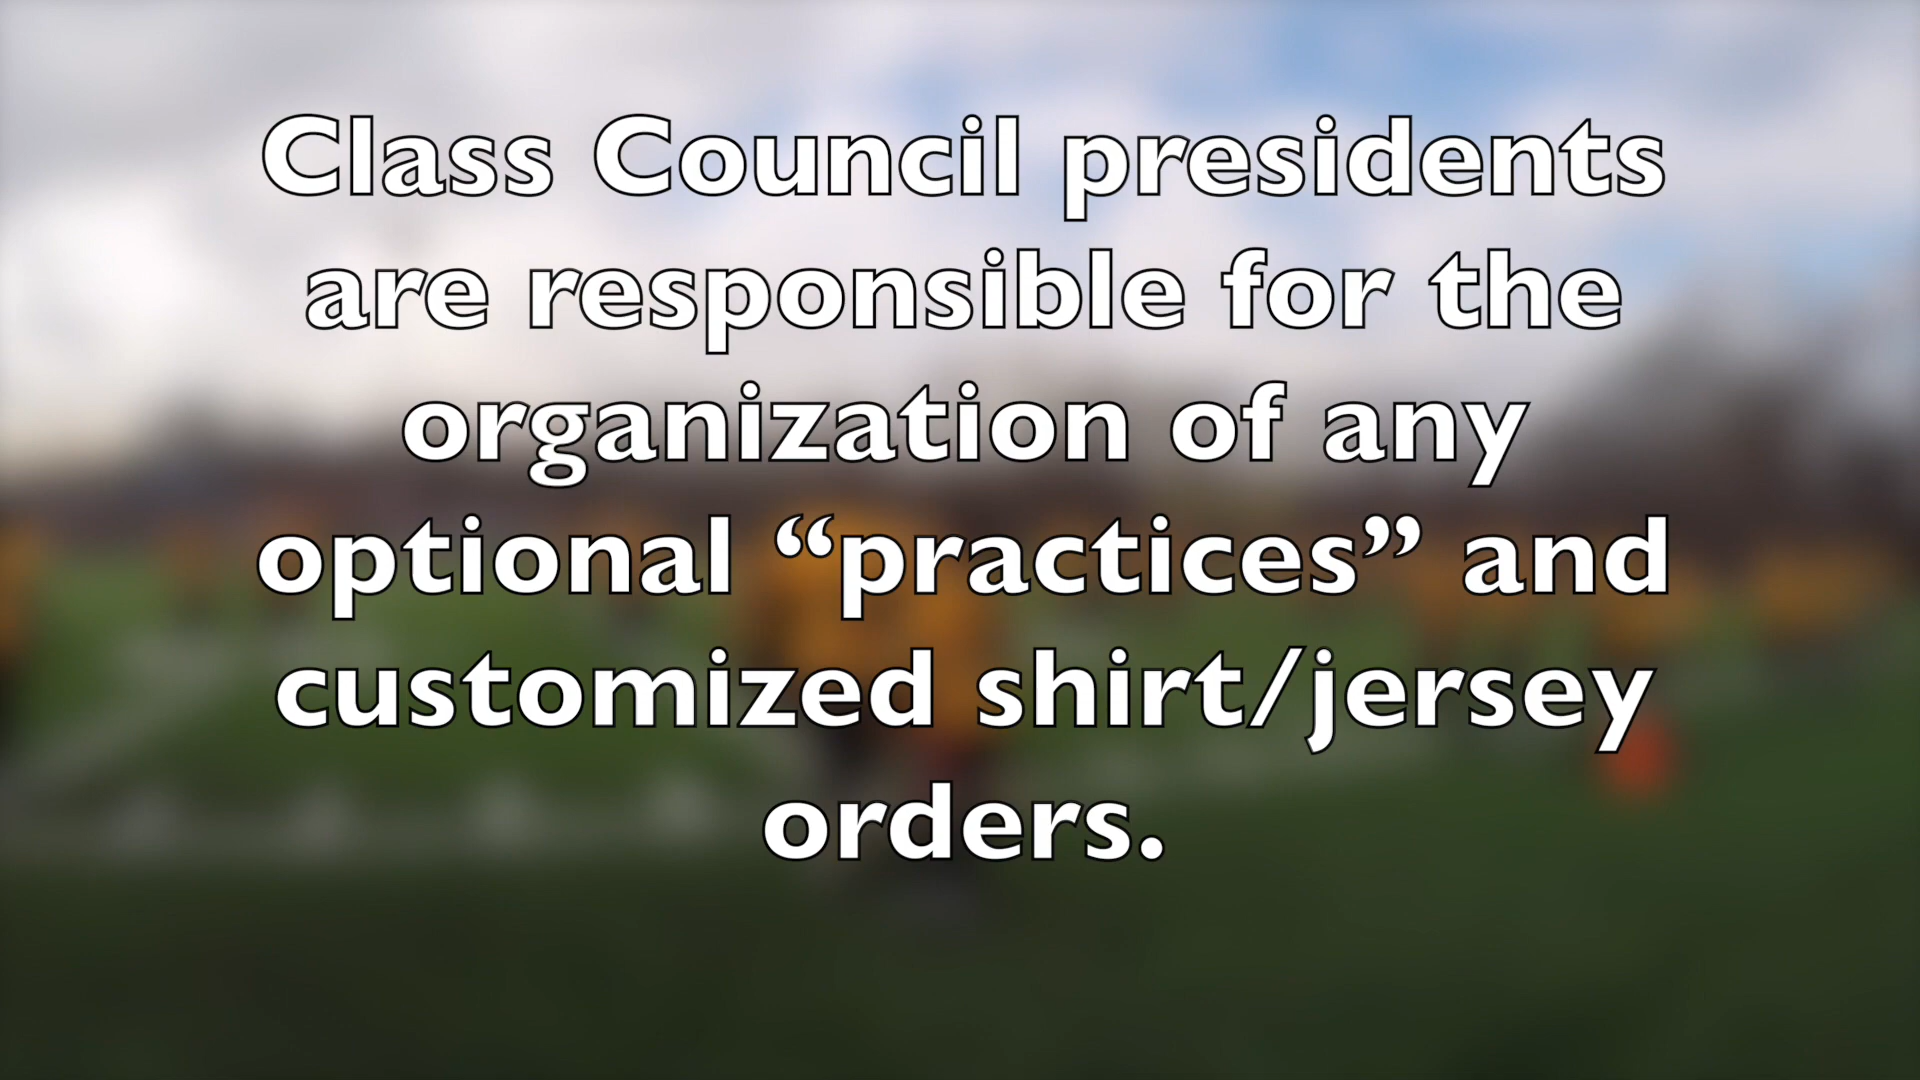 Class Council presidents
are responsible for the
organization of any
optional “practices” and
customized shirt/jersey
orders.